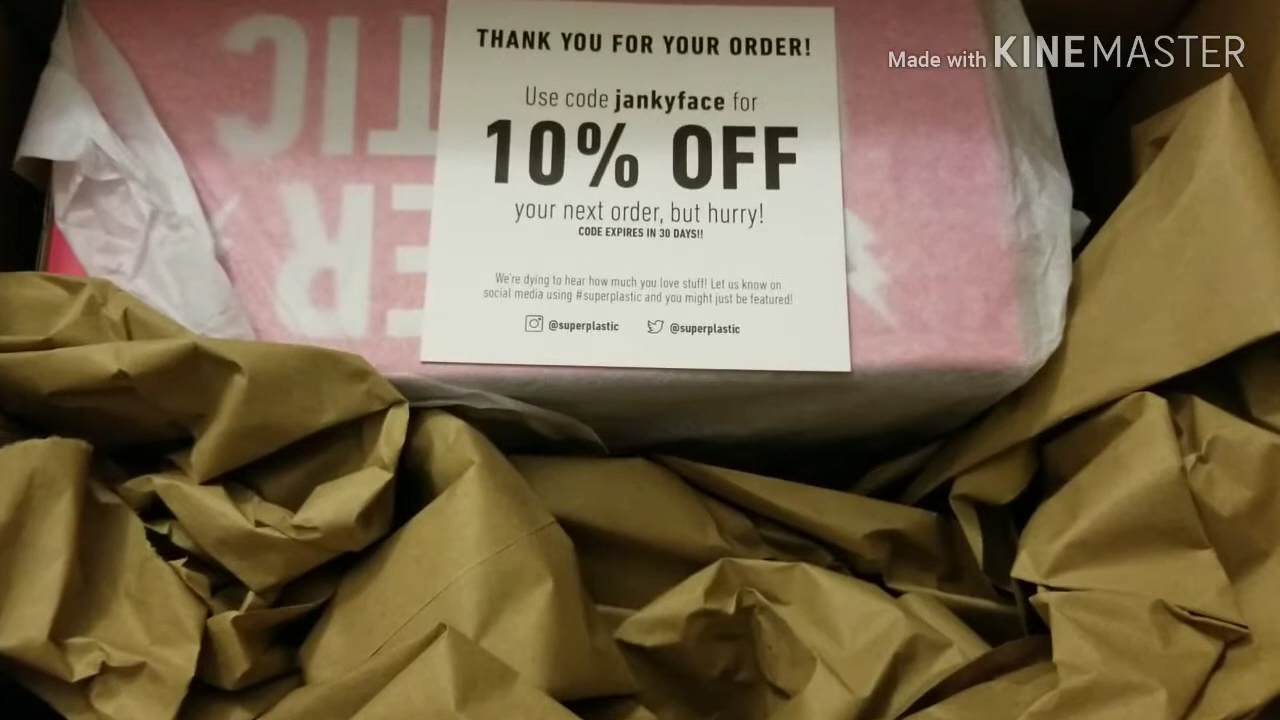 Made with KINEMASTER
THANK YOU FOR YOUR ORDER!
Use code jankyface for
10% OFF
your next order, but hurry!
CODE EXPIRES IN 30 DAYS!!
We're dying to hear how much you love stuff! Let us know on
social media using #superplastic and you might just be featured!
@superplastic @superplastic
ER
TIC